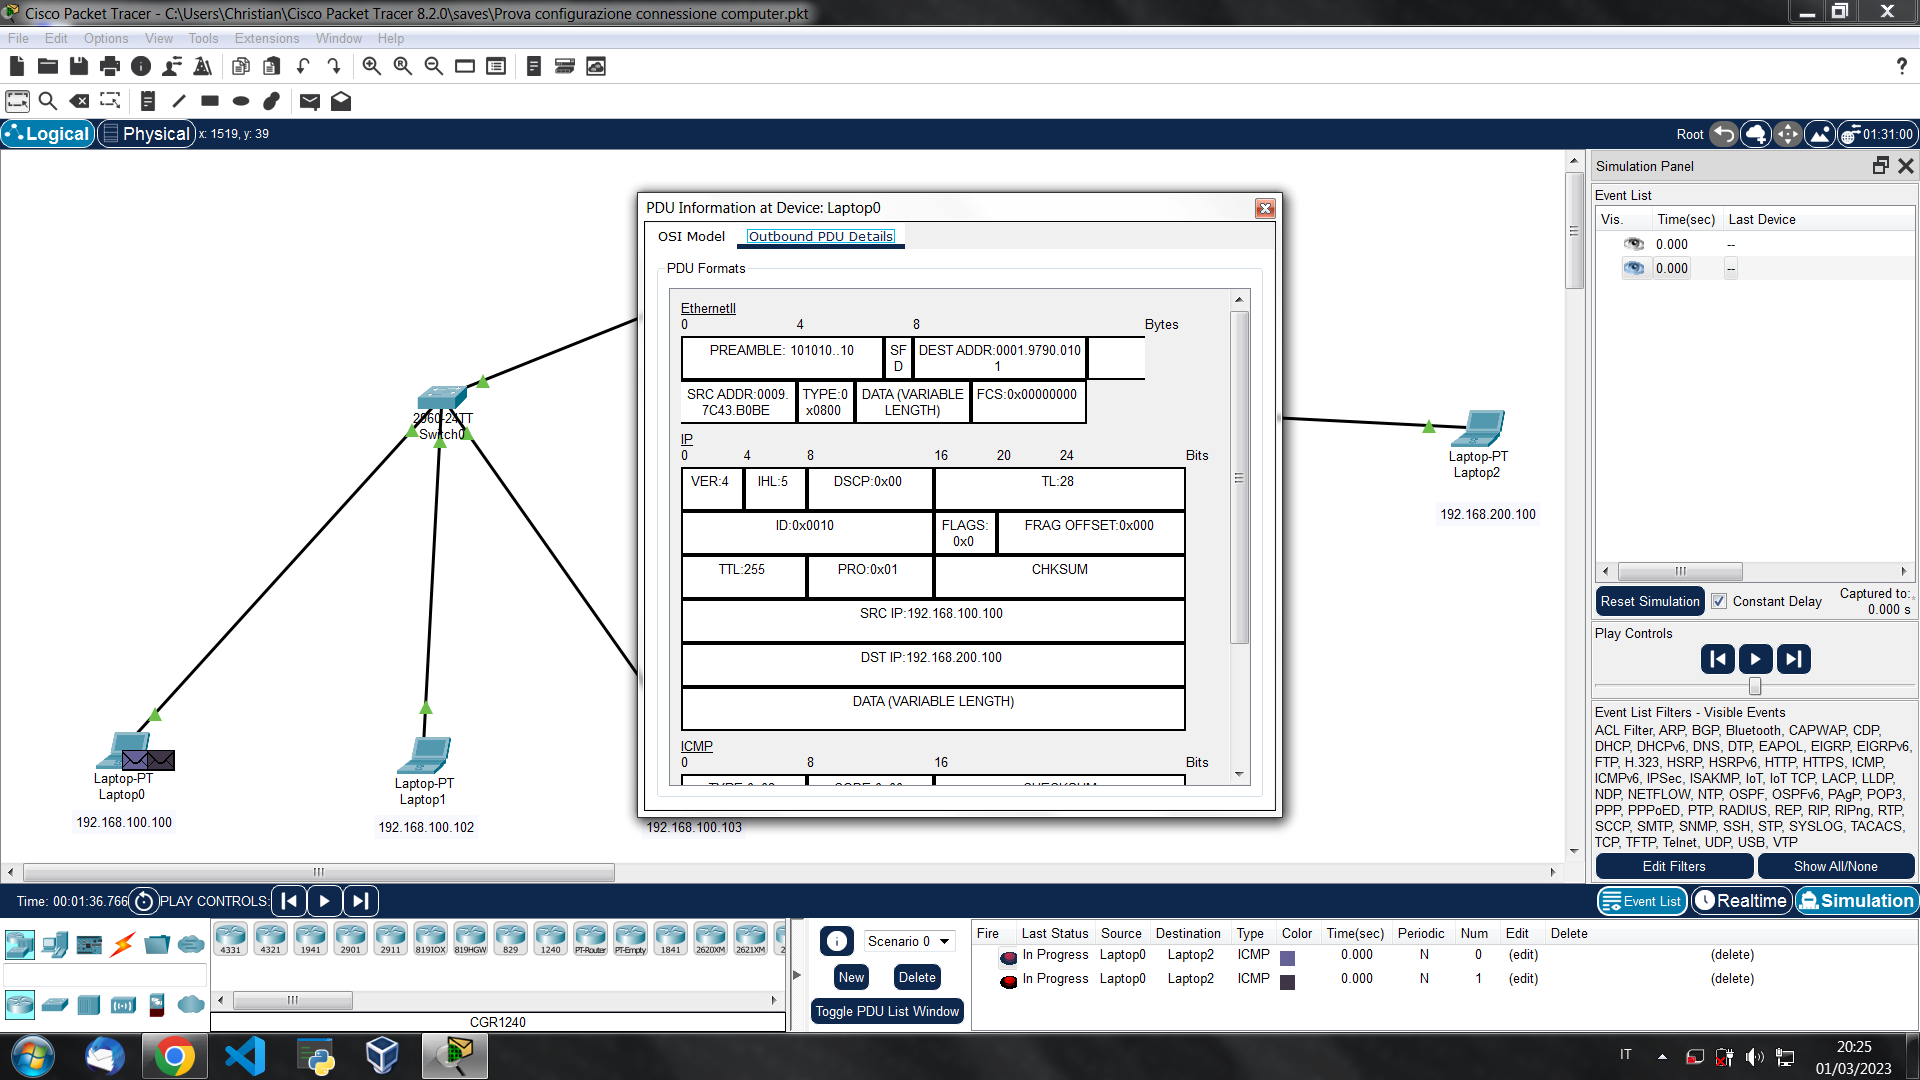 Cisco Packet Tracer - C:\Users\Christian\Cisco Packet Tracer 8.2.0\saves\Prova configurazione connessione computer.pkt
File Edit Options View Tools Extensions Window Help
Logical Physical x: 1519, y: 39
Root 01:31:00
Simulation Panel
Event List
Vis. Time(sec) Last Device
0.000 --
0.000 --
Reset Simulation Constant Delay Captured to:
0.000 s
Play Controls
Event List Filters - Visible Events
ACL Filter, ARP, BGP, Bluetooth, CAPWAP, CDP,
DHCP, DHCPv6, DNS, DTP, EAPOL, EIGRP, EIGRPv6,
FTP, H.323, HSRP, HSRPv6, HTTP, HTTPS, ICMP,
ICMPv6, IPSec, ISAKMP, IoT, IoT TCP, LACP, LLDP,
NDP, NETFLOW, NTP, OSPF, OSPFv6, PAgP, POP3,
PPP, PPPoED, PTP, RADIUS, REP, RIP, RIPng, RTP,
SCCP, SMTP, SNMP, SSH, STP, SYSLOG, TACACS,
TCP, TFTP, Telnet, UDP, USB, VTP
Edit Filters Show All/None
PDU Information at Device: Laptop0
OSI Model Outbound PDU Details
PDU Formats
EthernetII
0 4 8 Bytes
PREAMBLE: 101010..10
SF
D
DEST ADDR:0001.9790.010
1
SRC ADDR:0009.
7C43.B0BE
TYPE:0
x0800
DATA (VARIABLE
LENGTH)
FCS:0x00000000
IP
0 4 8 16 20 24 Bits
VER:4 IHL:5 DSCP:0x00 TL:28
ID:0x0010 FLAGS:
0x0
FRAG OFFSET:0x000
TTL:255 PRO:0x01 CHKSUM
SRC IP:192.168.100.100
DST IP:192.168.200.100
DATA (VARIABLE LENGTH)
ICMP
0 8 16 Bits
2960-24TT
Switch0
Laptop-PT
Laptop2
192.168.200.100
Laptop-PT
Laptop0
192.168.100.100
Laptop-PT
Laptop1
192.168.100.102
192.168.100.103
Time: 00:01:36.766 PLAY CONTROLS:
Event List Realtime Simulation
4331 4321 1941 2901 2911 819IOX 819HGW 829 1240 PT-Router PT-Empty 1841 2620XM 2621XM 2
CGR1240
Scenario 0
New Delete
Toggle PDU List Window
Fire Last Status Source Destination Type Color Time(sec) Periodic Num Edit Delete
In Progress Laptop0 Laptop2 ICMP 0.000 N 0 (edit) (delete)
In Progress Laptop0 Laptop2 ICMP 0.000 N 1 (edit) (delete)
IT
20:25
01/03/2023